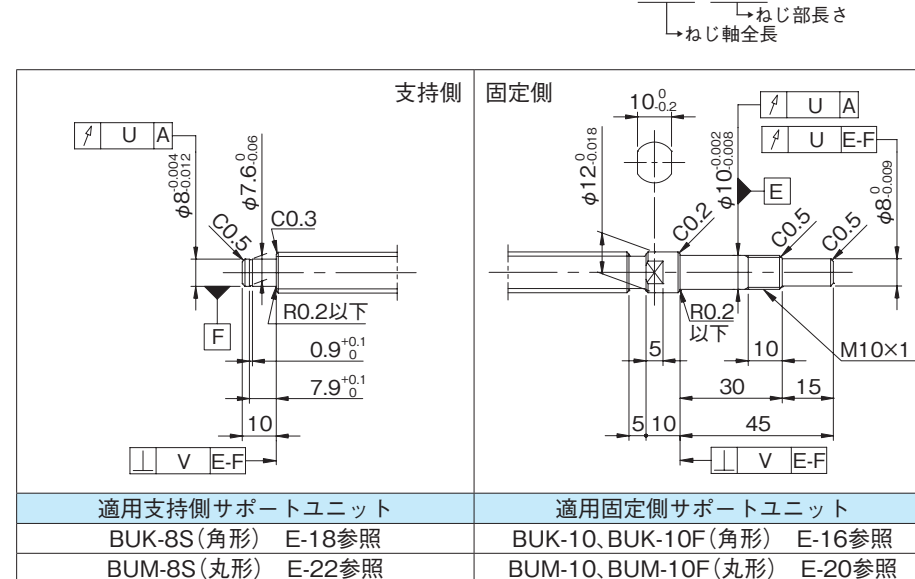 ねじ部長さ
ねじ軸全長
支持側
固定側
10 0 -0.2
U A
U A
U E-F
φ8 -0.004 -0.012
φ7.6 0 -0.06
φ12 0 -0.018
φ10 -0.002 -0.008
E
φ8 0 -0.009
C0.5
C0.3
C0.2
C0.5
C0.5
F
R0.2以下
R0.2
以下
0.9 +0.1 0
5
10
M10×1
7.9 +0.1 0
30
15
10
5
10
45
⊥ V E-F
⊥ V E-F
適用支持側サポートユニット
適用固定側サポートユニット
BUK-8S(角形) E-18参照
BUK-10、BUK-10F(角形) E-16参照
BUM-8S(丸形) E-22参照
BUM-10、BUM-10F(丸形) E-20参照